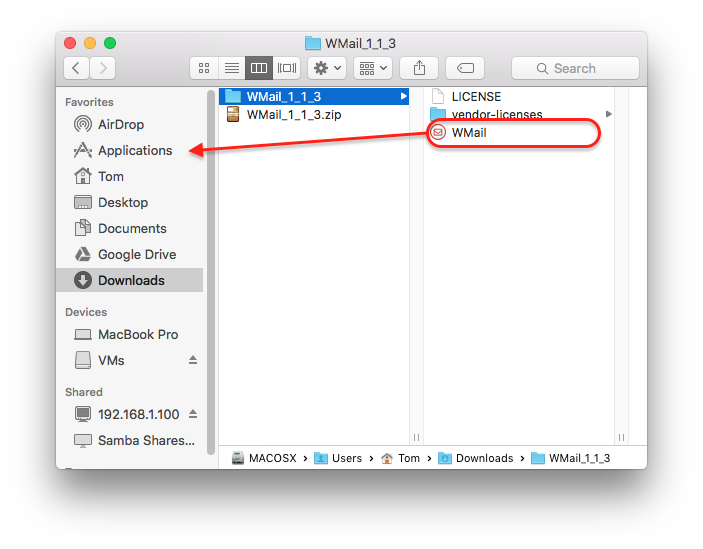 WMail_1_1_3
Search
Favorites
AirDrop
Applications
Tom
Desktop
Documents
Google Drive
Downloads
Devices
MacBook Pro
VMs
Shared
192.168.1.100
Samba Shares...
WMail_1_1_3
WMail_1_1_3.zip
LICENSE
vendor-licenses
WMail
MACOSX › Users › Tom › Downloads › WMail_1_1_3